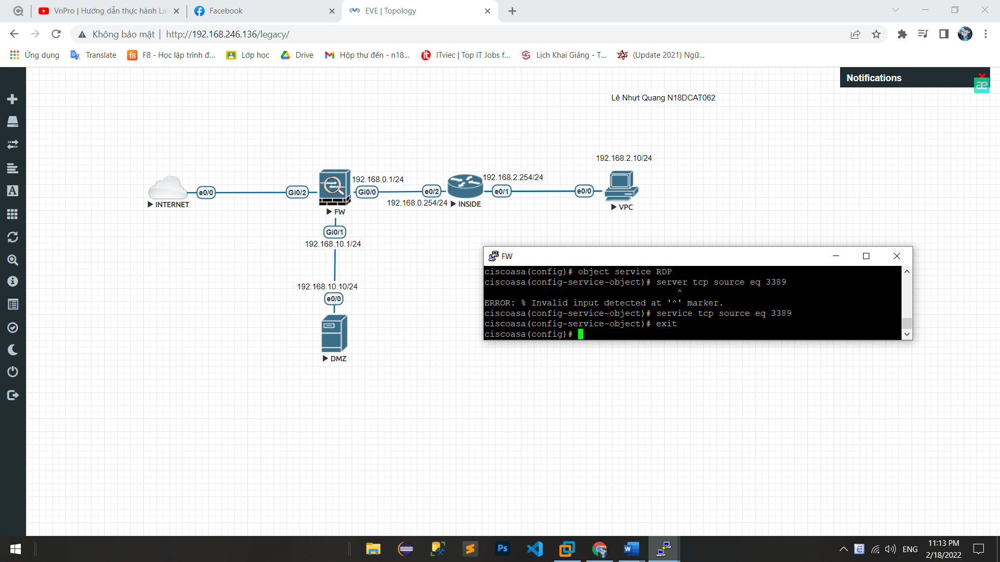 VnPro | Hướng dẫn thực hành La
Facebook
EVE | Topology
Không bảo mật | http://192.168.246.136/legacy/
Ứng dụng
Translate
F8 - Học lập trình đ...
Lớp học
Drive
Hộp thư đến - n18...
ITviec | Top IT Jobs f...
Lịch Khai Giảng - T...
(Update 2021) Ngữ...
Notifications
æ
Lê Nhựt Quang N18DCAT062
192.168.2.10/24
192.168.0.1/24
192.168.2.254/24
e0/0
Gi0/2
Gi0/0
e0/2
e0/1
e0/0
INTERNET
192.168.0.254/24
INSIDE
VPC
FW
Gi0/1
192.168.10.1/24
192.168.10.10/24
e0/0
DMZ
FW
ciscoasa(config)# object service RDP
ciscoasa(config-service-object)# server tcp source eq 3389
^
ERROR: % Invalid input detected at '^' marker.
ciscoasa(config-service-object)# service tcp source eq 3389
ciscoasa(config-service-object)# exit
ciscoasa(config)#
Ps
ENG
11:13 PM
2/18/2022